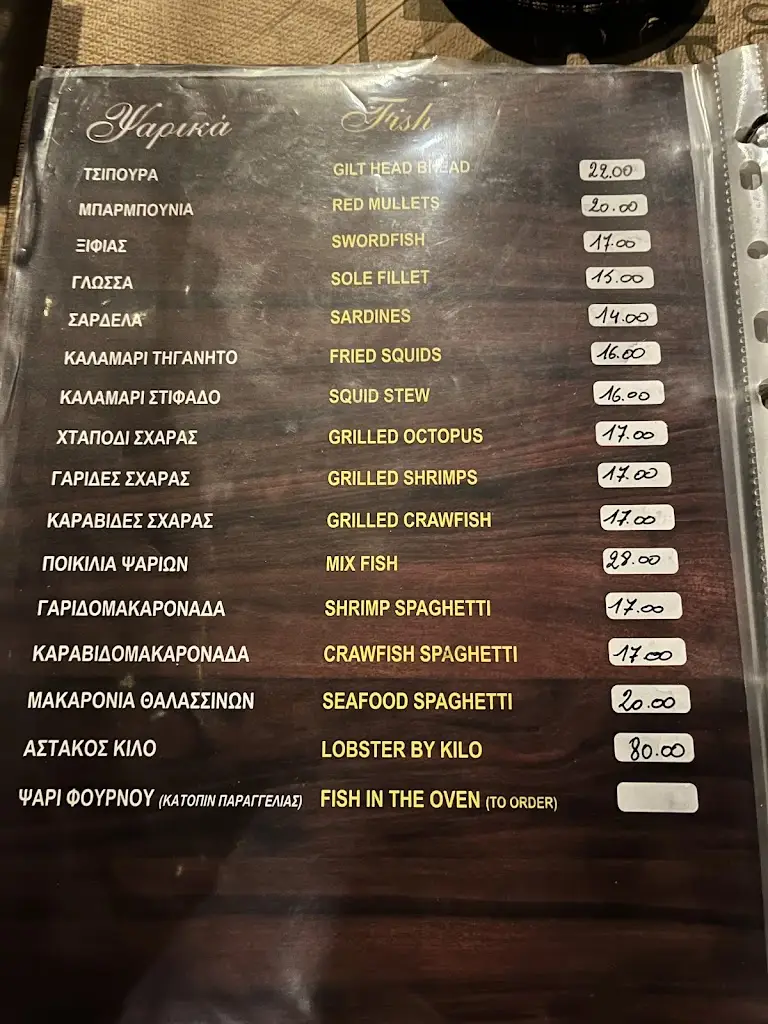 Ψαρικά Fish
ΤΣΙΠΟΥΡΑ GILT HEAD 22.00
ΜΠΑΡΜΠΟΥΝΙΑ RED MULLETS 20.00
ΞΙΦΙΑΣ SWORDFISH 17.00
ΓΛΩΣΣΑ SOLE FILLET 15.00
ΣΑΡΔΕΛΑ SARDINES 14.00
ΚΑΛΑΜΑΡΙ ΤΗΓΑΝΗΤΟ FRIED SQUIDS 16.00
ΚΑΛΑΜΑΡΙ ΣΤΙΦΑΔΟ SQUID STEW 16.00
ΧΤΑΠΟΔΙ ΣΧΑΡΑΣ GRILLED OCTOPUS 17.00
ΓΑΡΙΔΕΣ ΣΧΑΡΑΣ GRILLED SHRIMPS 17.00
ΚΑΡΑΒΙΔΕΣ ΣΧΑΡΑΣ GRILLED CRAWFISH 17.00
ΠΟΙΚΙΛΙΑ ΨΑΡΙΩΝ MIX FISH 28.00
ΓΑΡΙΔΟΜΑΚΑΡΟΝΑΔΑ SHRIMP SPAGHETTI 17.00
ΚΑΡΑΒΙΔΟΜΑΚΑΡΟΝΑΔΑ CRAWFISH SPAGHETTI 17.00
ΜΑΚΑΡΟΝΙΑ ΘΑΛΑΣΣΙΝΩΝ SEAFOOD SPAGHETTI 20.00
ΑΣΤΑΚΟΣ ΚΙΛΟ LOBSTER BY KILO 80.00
ΨΑΡΙ ΦΟΥΡΝΟΥ (ΚΑΤΟΠΙΝ ΠΑΡΑΓΓΕΛΙΑΣ) FISH IN THE OVEN (TO ORDER)